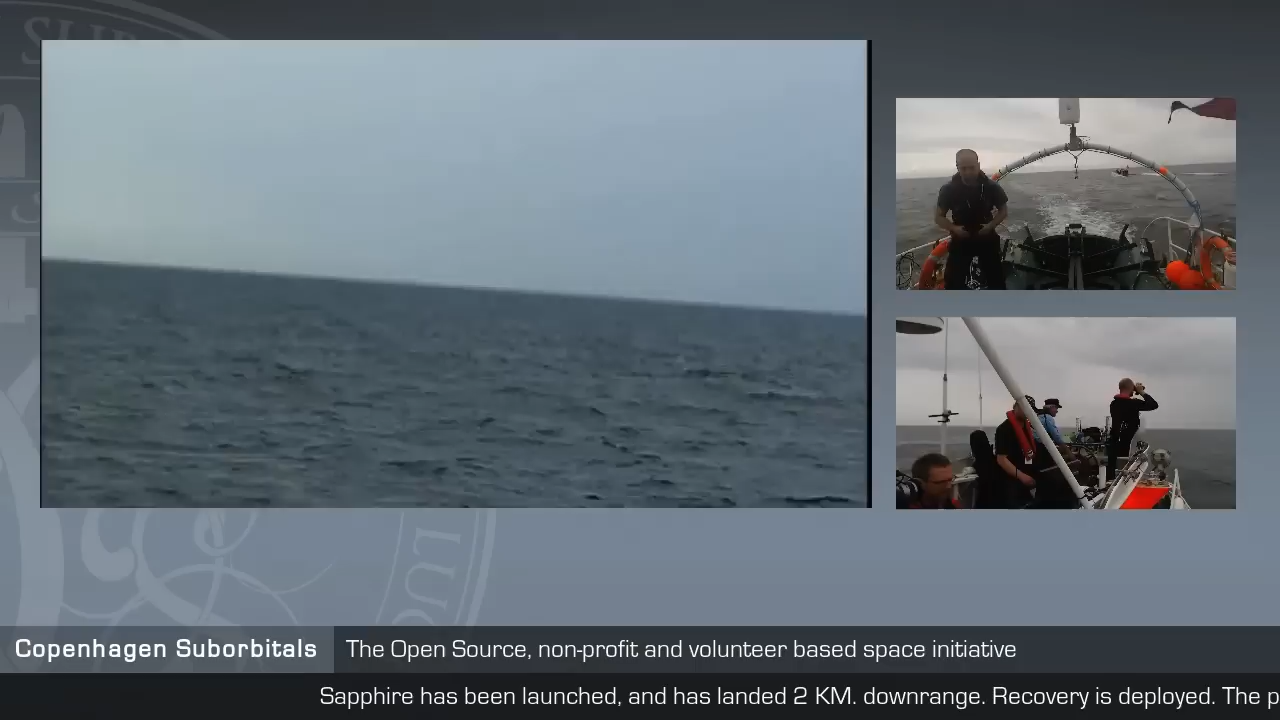 Copenhagen Suborbitals
The Open Source, non-profit and volunteer based space initiative
Sapphire has been launched, and has landed 2 KM. downrange. Recovery is deployed. The p